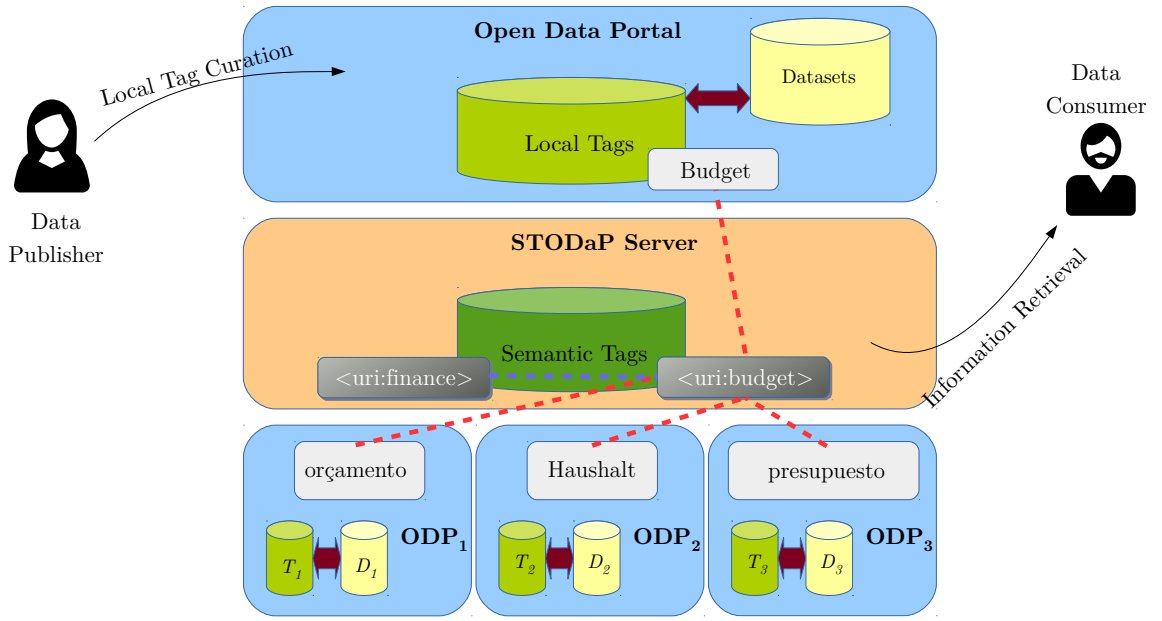 Open Data Portal
Local Tag Curation
Datasets
Data
Consumer
Local Tags
Budget
Data
Publisher
STODaP Server
Information Retrieval
Semantic Tags
<uri:finance>
<uri:budget>
orçamento
Haushalt
presupuesto
ODP1
ODP2
ODP3
T1
D1
T2
D2
T3
D3